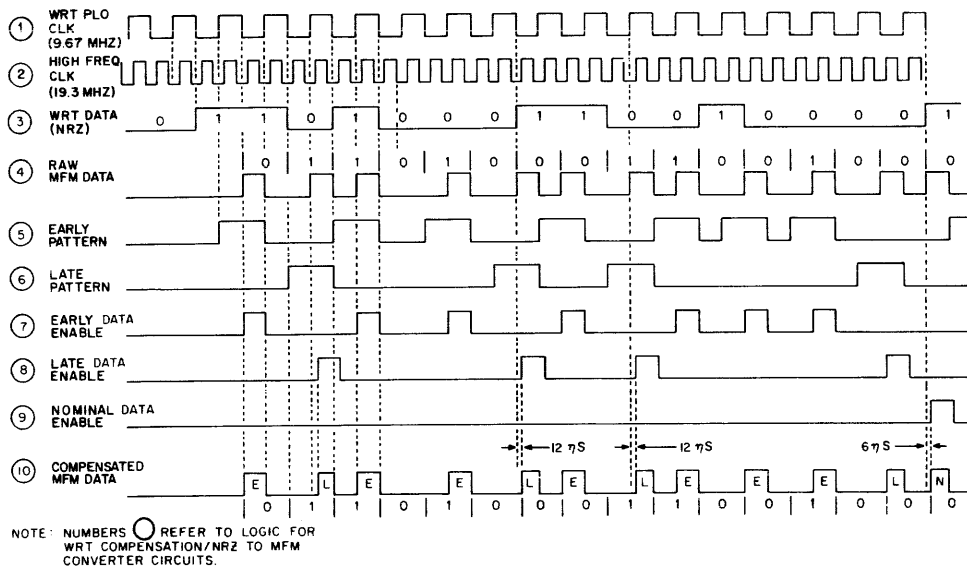 1 WRT PLO
CLK
(9.67 MHZ)
2 HIGH FREQ
CLK
(19.3 MHZ)
3 WRT DATA
(NRZ)
0 1 1 0 1 0 0 0 1 1 0 0 1 0 0 0 0 1
4 RAW
MFM DATA
0 1 1 0 1 0 0 0 1 1 0 0 1 0 0 0
5 EARLY
PATTERN
6 LATE
PATTERN
7 EARLY DATA
ENABLE
8 LATE DATA
ENABLE
9 NOMINAL DATA
ENABLE
12 ηS 12 ηS 6 ηS
10 COMPENSATED
MFM DATA
E L E E L E L E E E L N
0 1 1 0 1 0 0 0 1 1 0 0 1 0 0 0
NOTE: NUMBERS ◯ REFER TO LOGIC FOR
WRT COMPENSATION/NRZ TO MFM
CONVERTER CIRCUITS.